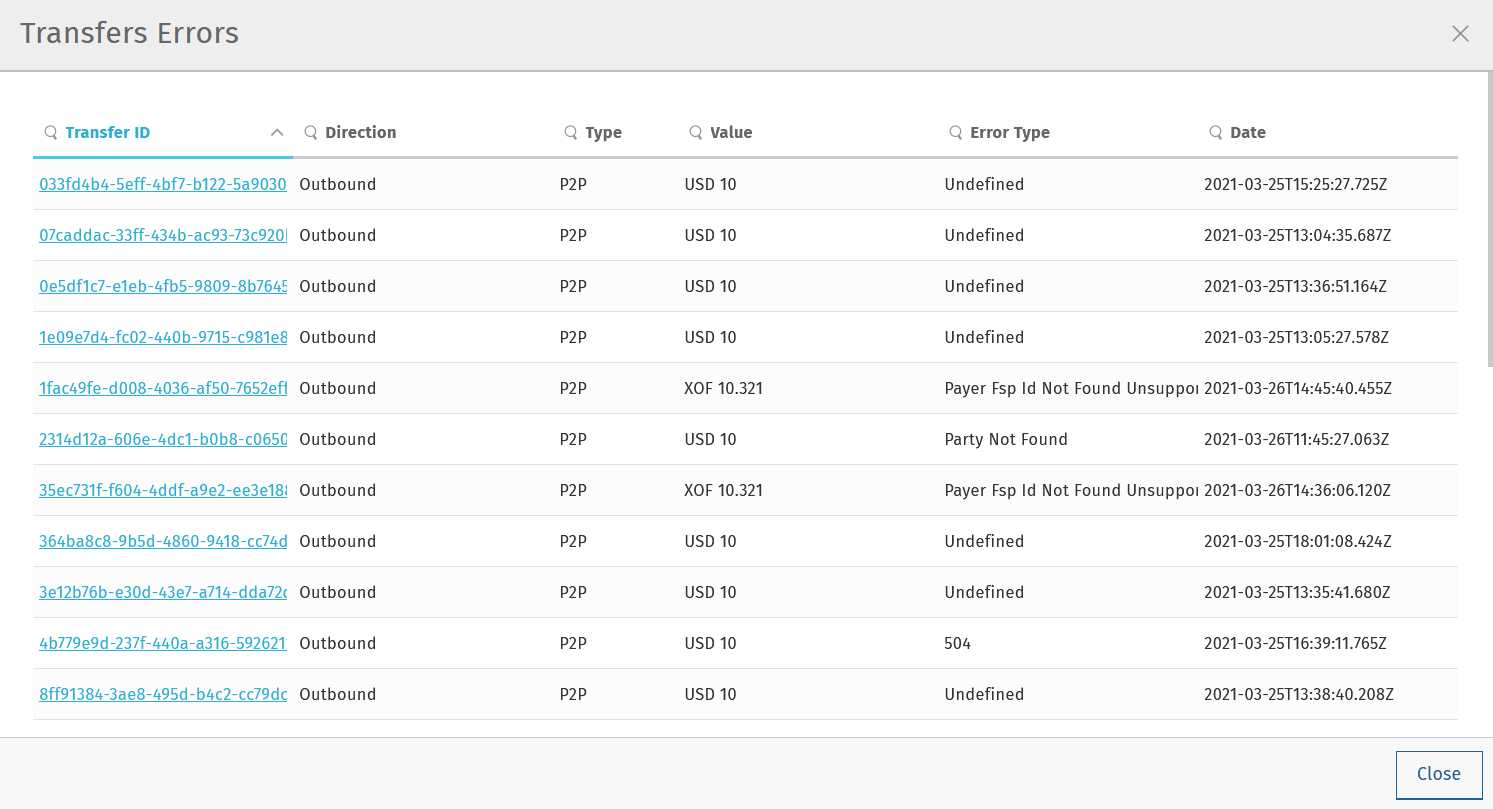 Transfers Errors
Transfer ID Direction Type Value Error Type Date
033fd4b4-5eff-4bf7-b122-5a9030 Outbound P2P USD 10 Undefined 2021-03-25T15:25:27.725Z
07caddac-33ff-434b-ac93-73c920 Outbound P2P USD 10 Undefined 2021-03-25T13:04:35.687Z
0e5df1c7-e1eb-4fb5-9809-8b7645 Outbound P2P USD 10 Undefined 2021-03-25T13:36:51.164Z
1e09e7d4-fc02-440b-9715-c981e8 Outbound P2P USD 10 Undefined 2021-03-25T13:05:27.578Z
1fac49fe-d008-4036-af50-7652eff Outbound P2P XOF 10.321 Payer Fsp Id Not Found Unsuppor 2021-03-26T14:45:40.455Z
2314d12a-606e-4dc1-b0b8-c0650 Outbound P2P USD 10 Party Not Found 2021-03-26T11:45:27.063Z
35ec731f-f604-4ddf-a9e2-ee3e188 Outbound P2P XOF 10.321 Payer Fsp Id Not Found Unsuppor 2021-03-26T14:36:06.120Z
364ba8c8-9b5d-4860-9418-cc74d Outbound P2P USD 10 Undefined 2021-03-25T18:01:08.424Z
3e12b76b-e30d-43e7-a714-dda72c Outbound P2P USD 10 Undefined 2021-03-25T13:35:41.680Z
4b779e9d-237f-440a-a316-592621 Outbound P2P USD 10 504 2021-03-25T16:39:11.765Z
8ff91384-3ae8-495d-b4c2-cc79dc Outbound P2P USD 10 Undefined 2021-03-25T13:38:40.208Z
Close